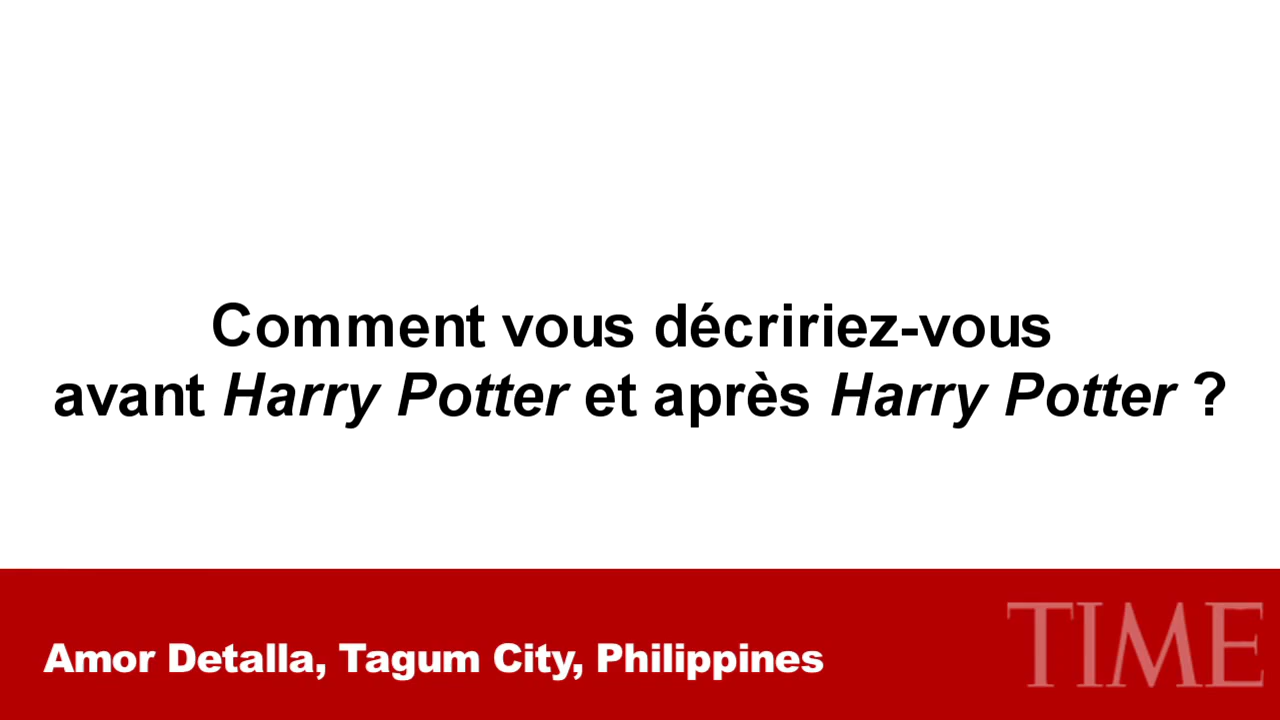 Comment vous décririez-vous
avant Harry Potter et après Harry Potter ?
Amor Detalla, Tagum City, Philippines
TIME